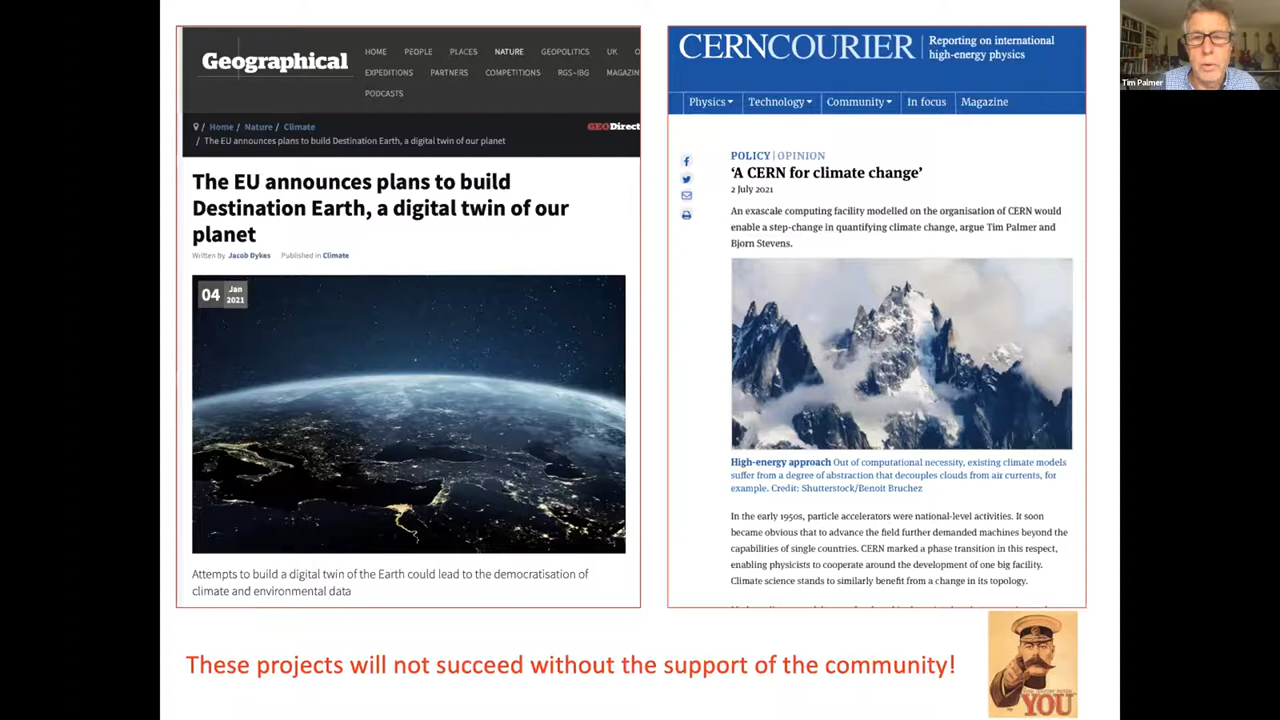 Geographical
HOME PEOPLE PLACES NATURE GEOPOLITICS UK
EXPEDITIONS PARTNERS COMPETITIONS RGS-IBG MAGAZIN
PODCASTS
/ Home / Nature / Climate
GEODirect
/ The EU announces plans to build Destination Earth, a digital twin of our planet
The EU announces plans to build
Destination Earth, a digital twin of our
planet
Written by Jacob Dykes Published in Climate
04 Jan
2021
Attempts to build a digital twin of the Earth could lead to the democratisation of
climate and environmental data
CERNCOURIER
Reporting on international
high-energy physics
Physics Technology Community In focus Magazine
POLICY | OPINION
‘A CERN for climate change’
2 July 2021
An exascale computing facility modelled on the organisation of CERN would
enable a step-change in quantifying climate change, argue Tim Palmer and
Bjorn Stevens.
High-energy approach Out of computational necessity, existing climate models
suffer from a degree of abstraction that decouples clouds from air currents, for
example. Credit: Shutterstock/Benoit Bruchez
In the early 1950s, particle accelerators were national-level activities. It soon
became obvious that to advance the field further demanded machines beyond the
capabilities of single countries. CERN marked a phase transition in this respect,
enabling physicists to cooperate around the development of one big facility.
Climate science stands to similarly benefit from a change in its topology.
These projects will not succeed without the support of the community!
YOU
Tim Palmer